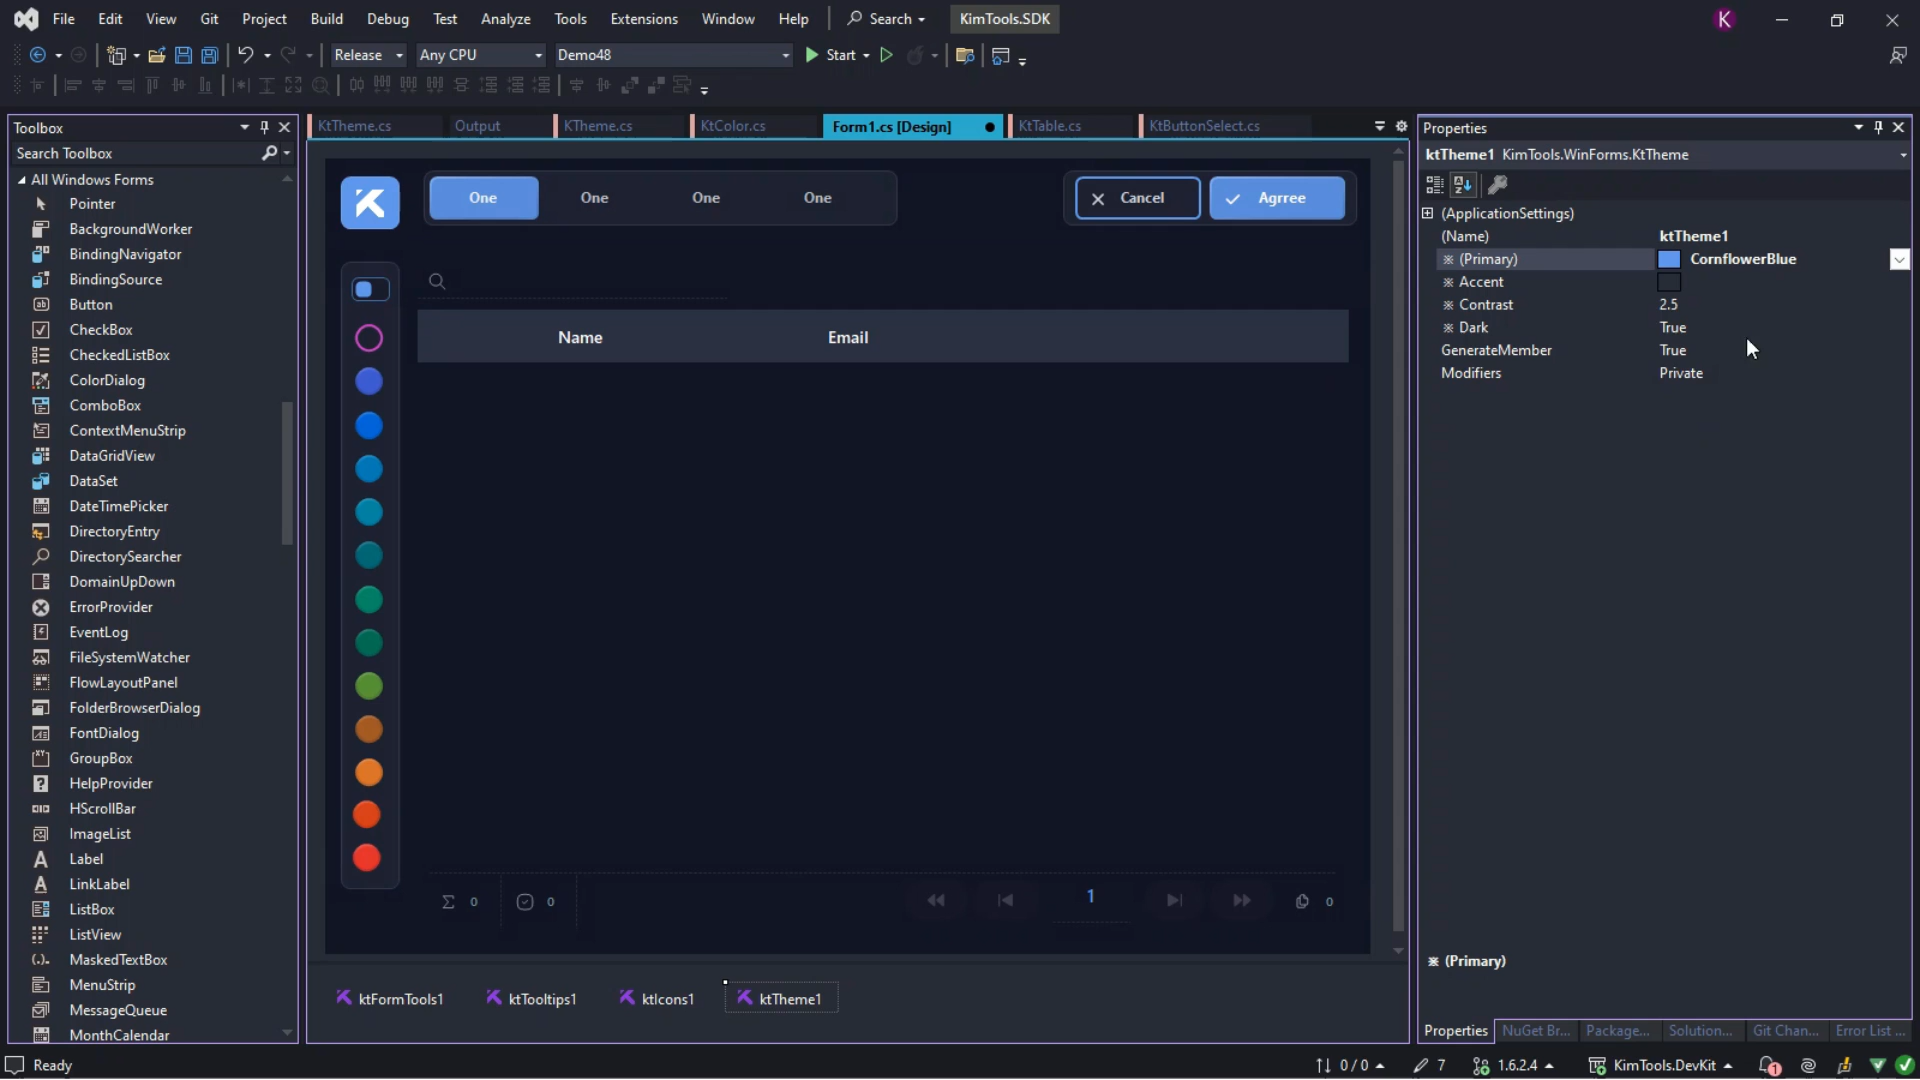 File Edit View Git Project Build Debug Test Analyze Tools Extensions Window Help Search KimTools.SDK K
Release Any CPU Demo48 Start
Toolbox
Search Toolbox
All Windows Forms
Pointer
BackgroundWorker
BindingNavigator
BindingSource
Button
CheckBox
CheckedListBox
ColorDialog
ComboBox
ContextMenuStrip
DataGridView
DataSet
DateTimePicker
DirectoryEntry
DirectorySearcher
DomainUpDown
ErrorProvider
EventLog
FileSystemWatcher
FlowLayoutPanel
FolderBrowserDialog
FontDialog
GroupBox
HelpProvider
HScrollBar
ImageList
Label
LinkLabel
ListBox
ListView
MaskedTextBox
MenuStrip
MessageQueue
MonthCalendar
KtTheme.cs Output KTheme.cs KtColor.cs Form1.cs [Design] KtTable.cs KtButtonSelect.cs
One One One One Cancel Agrree
Name Email
Σ 0 0 1 0
ktFormTools1 ktTooltips1 ktIcons1 ktTheme1
Properties
ktTheme1 KimTools.WinForms.KtTheme
(ApplicationSettings)
(Name) ktTheme1
※ (Primary) CornflowerBlue
※ Accent
※ Contrast 2.5
※ Dark True
GenerateMember True
Modifiers Private
※ (Primary)
Properties NuGet Br... Package... Solution... Git Chan... Error List ...
Ready 0 / 0 7 1.6.2.4 KimTools.DevKit 1